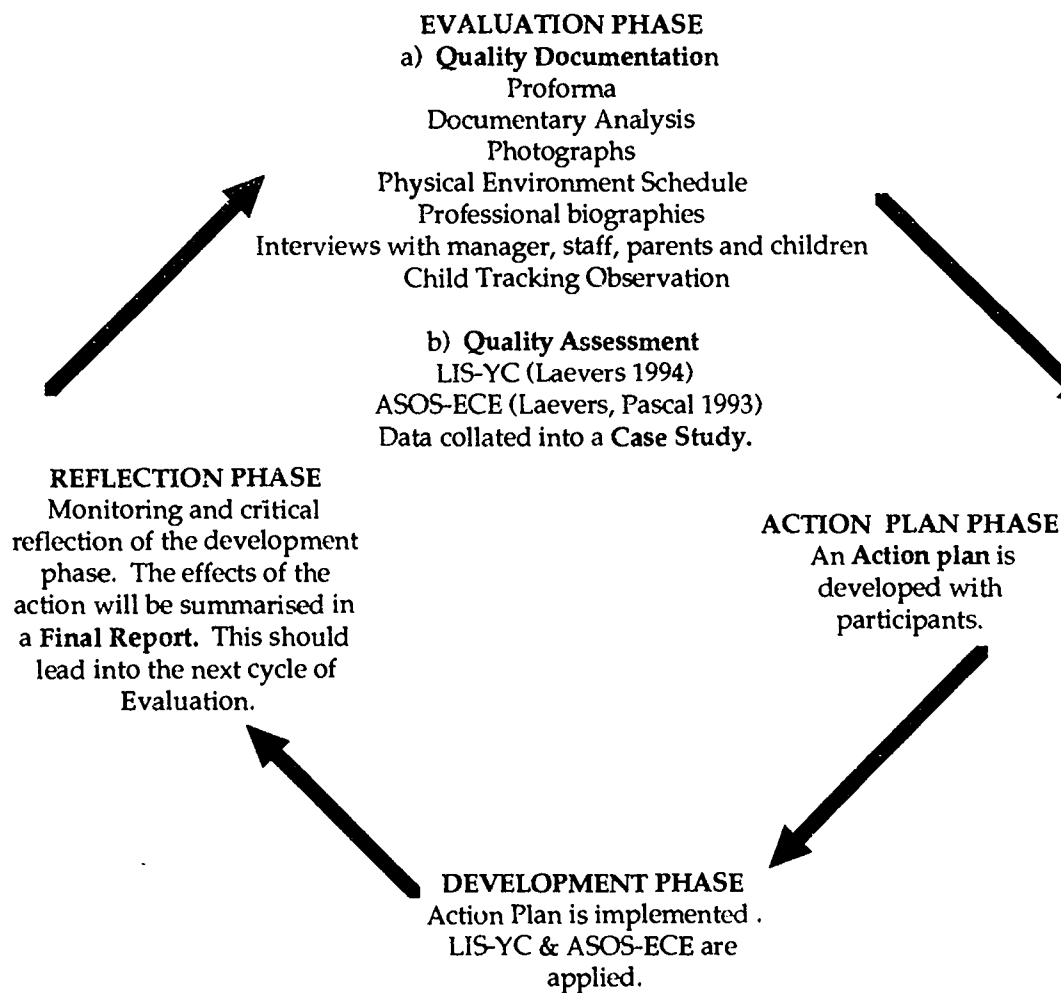 EVALUATION PHASE
a) Quality Documentation
Proforma
Documentary Analysis
Photographs
Physical Environment Schedule
Professional biographies
Interviews with manager, staff, parents and children
Child Tracking Observation
b) Quality Assessment
LIS-YC (Laevers 1994)
ASOS-ECE (Laevers, Pascal 1993)
Data collated into a Case Study.
ACTION PLAN PHASE
An Action plan is
developed with
participants.
DEVELOPMENT PHASE
Action Plan is implemented .
LIS-YC & ASOS-ECE are
applied.
REFLECTION PHASE
Monitoring and critical
reflection of the development
phase. The effects of the
action will be summarised in
a Final Report. This should
lead into the next cycle of
Evaluation.